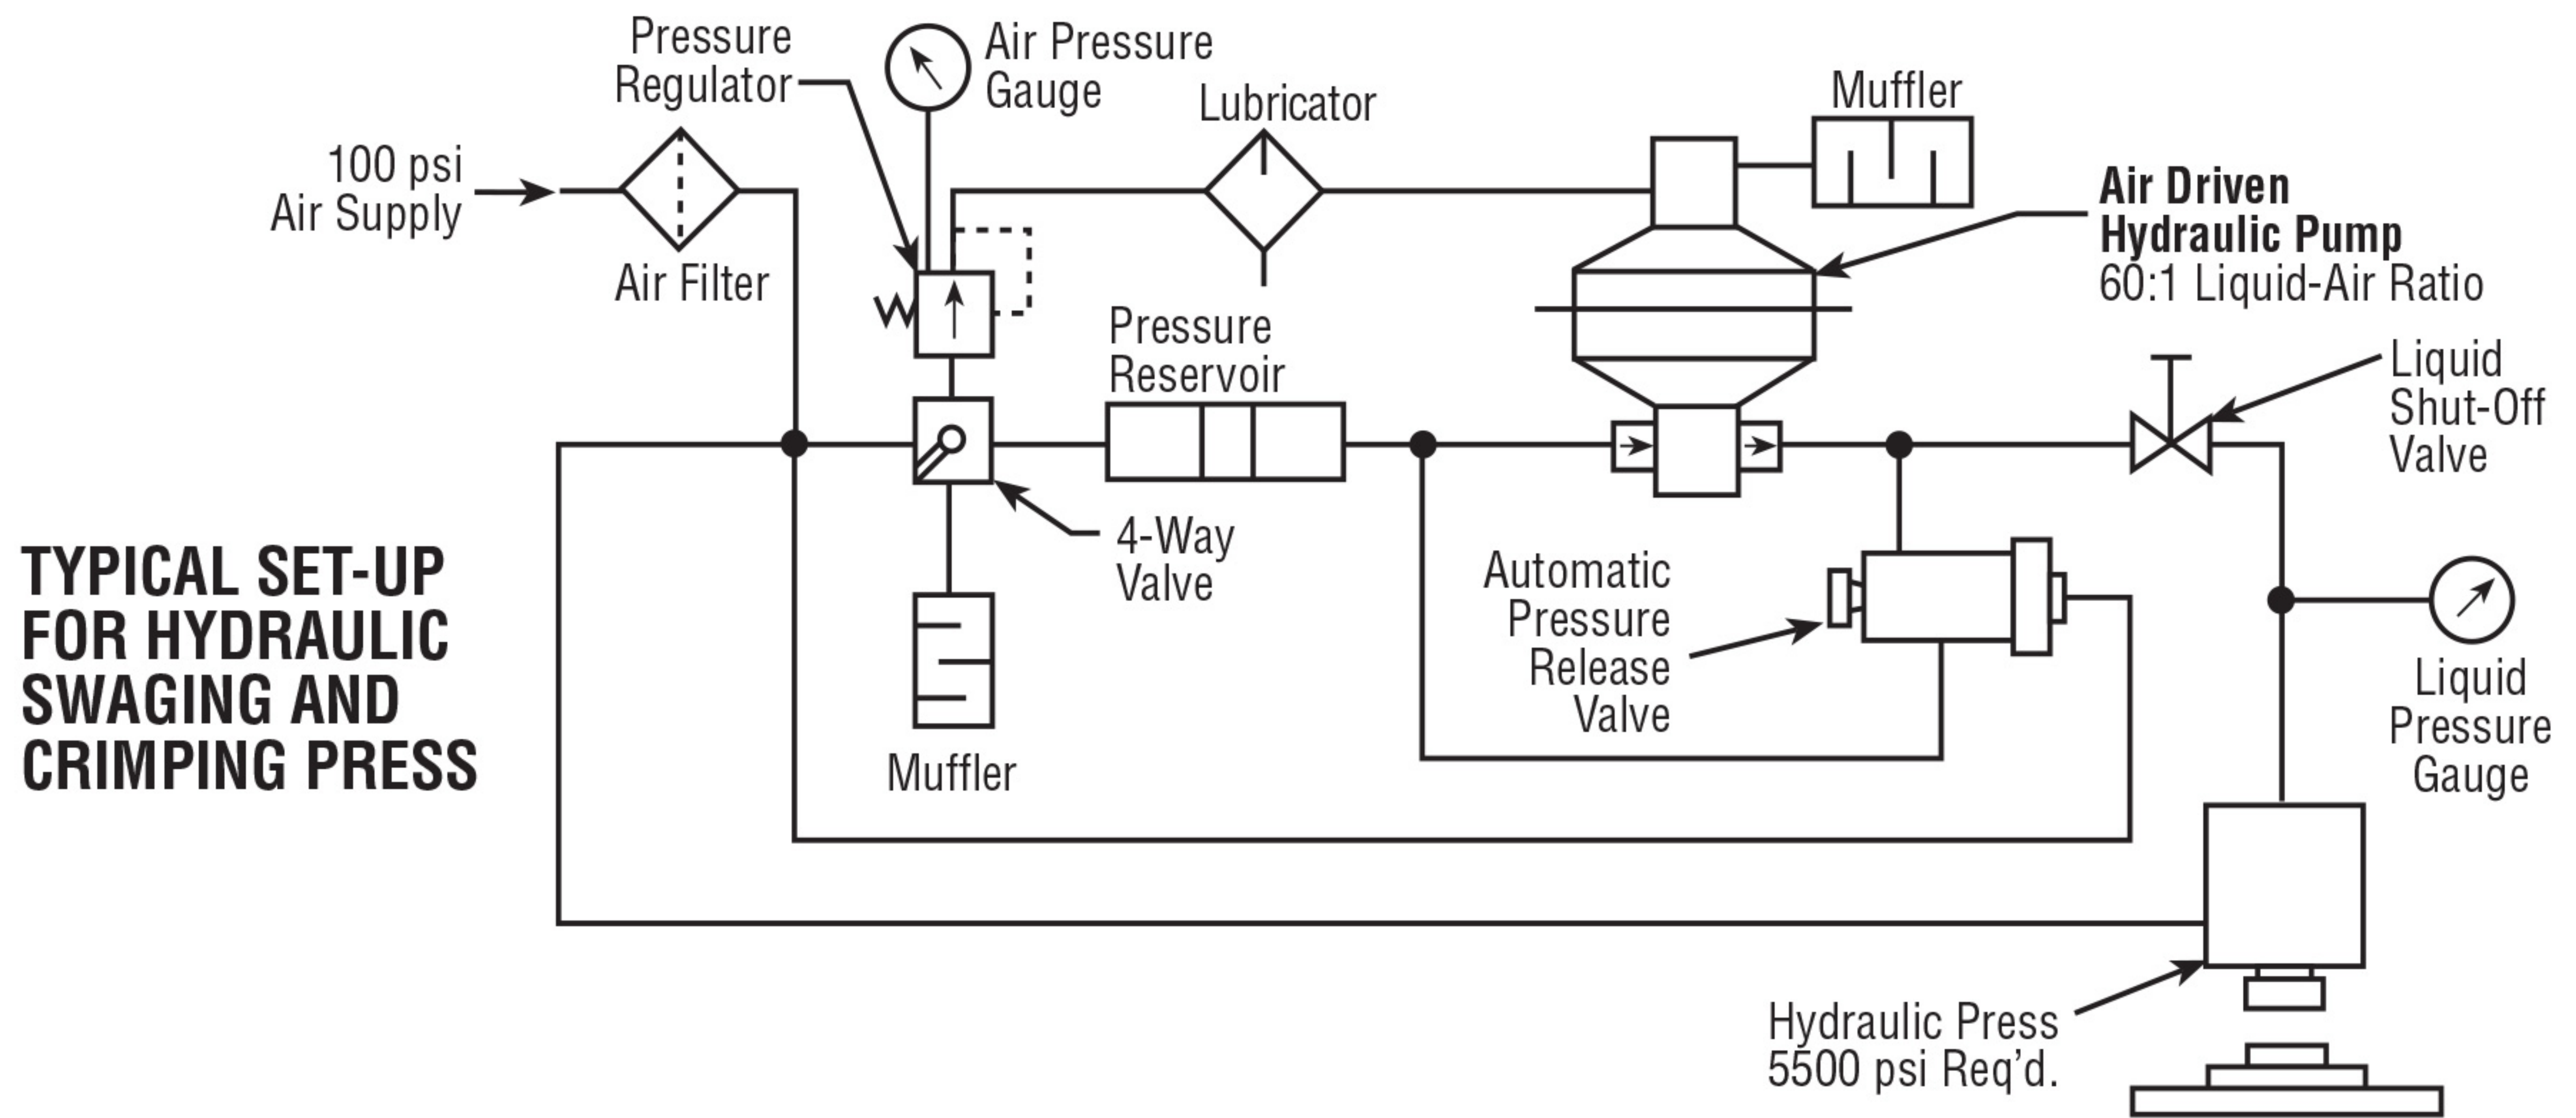 Pressure
Regulator
Air Pressure
Gauge
Lubricator
Muffler
100 psi
Air Supply
Air Filter
Air Driven
Hydraulic Pump
60:1 Liquid-Air Ratio
Pressure
Reservoir
Liquid
Shut-Off
Valve
4-Way
Valve
TYPICAL SET-UP
FOR HYDRAULIC
SWAGING AND
CRIMPING PRESS
Automatic
Pressure
Release
Valve
Muffler
Liquid
Pressure
Gauge
Hydraulic Press
5500 psi Req’d.